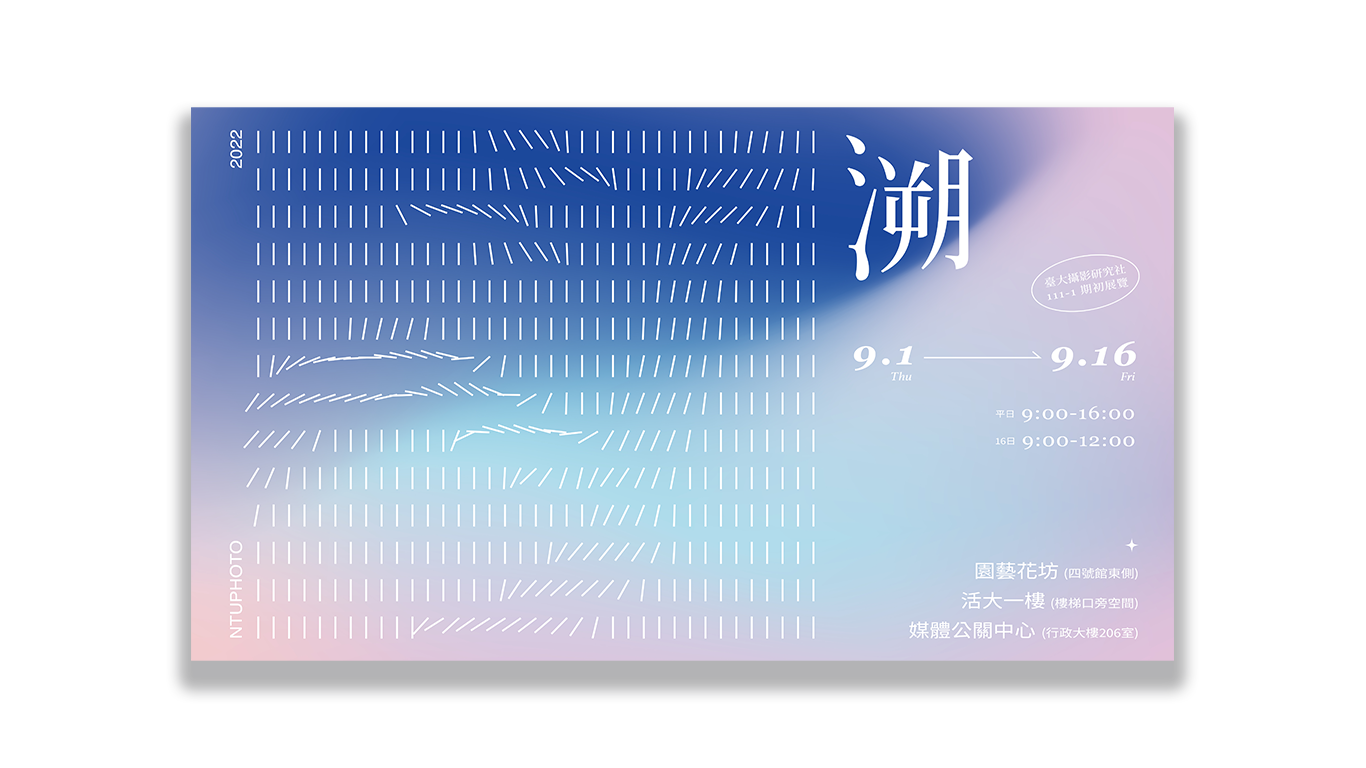 2022
NTUPHOTO
溯
臺大攝影研究社
111-1 期初展覽
9.1 9.16
Thu Fri
平日 9:00-16:00
16日 9:00-12:00
園藝花坊 (四號館東側)
活大一樓 (樓梯口旁空間)
媒體公關中心 (行政大樓206室)